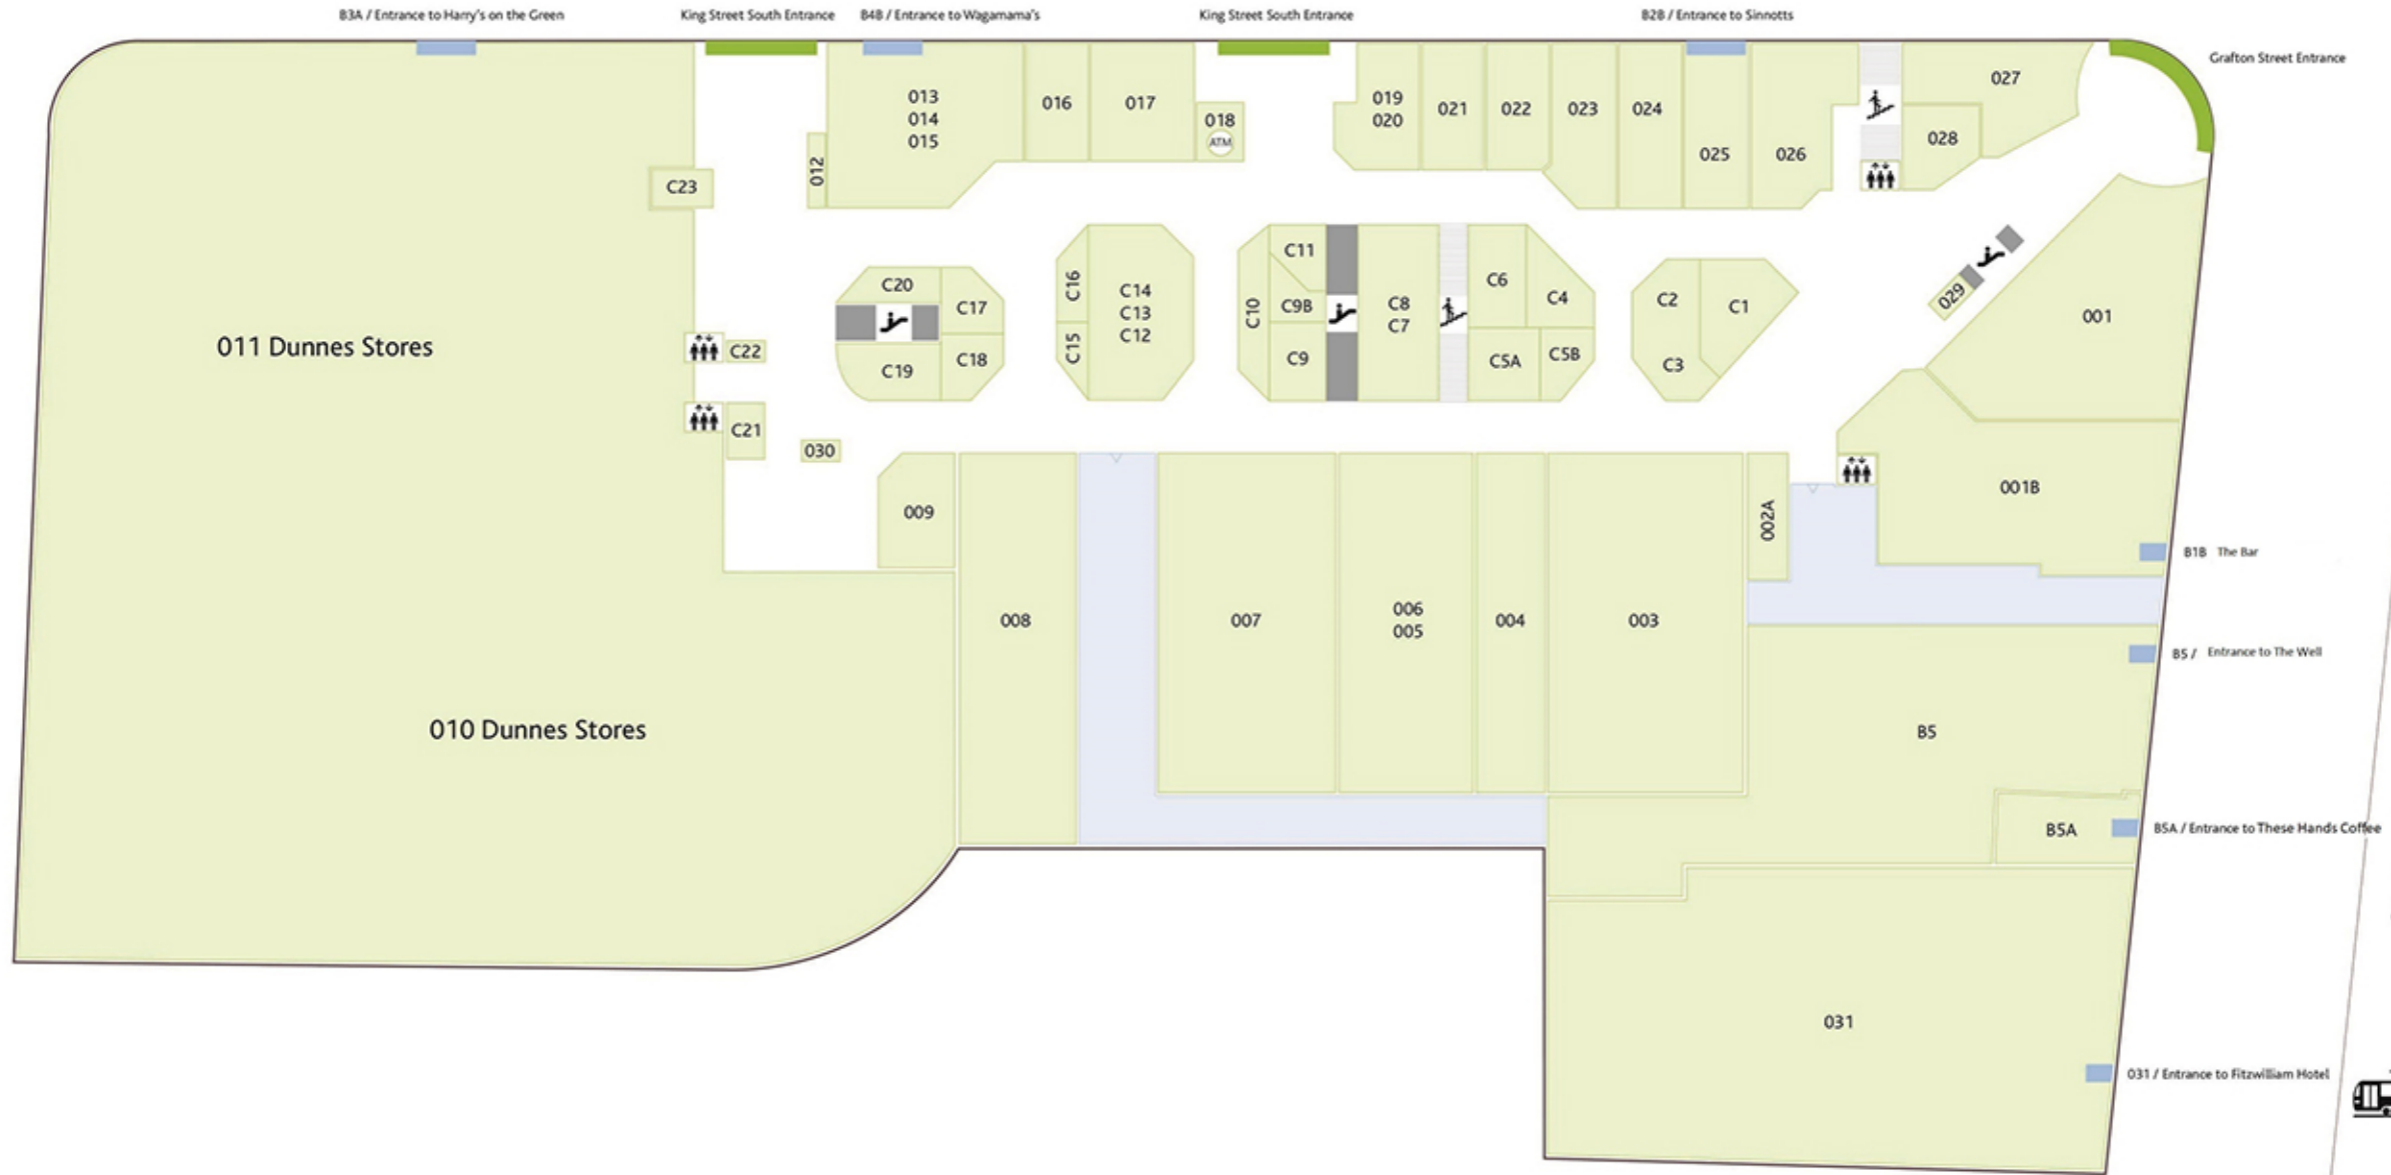 B3A / Entrance to Harry's on the Green
King Street South Entrance
B4B / Entrance to Wagamama's
King Street South Entrance
B2B / Entrance to Sinnotts
Grafton Street Entrance
013
014
015
016
017
018
ATM
019
020
021
022
023
024
025
026
027
028
012
C23
C20
C17
C16
C14
C13
C12
C11
C10
C9B
C8
C7
C6
C4
C2
C1
029
001
011 Dunnes Stores
C22
C19
C18
C15
C9
C5A
C5B
C3
C21
030
009
002A
001B
B1B The Bar
008
007
006
005
004
003
B5 / Entrance to The Well
010 Dunnes Stores
B5
B5A
B5A / Entrance to These Hands Coffee
031
031 / Entrance to Fitzwilliam Hotel